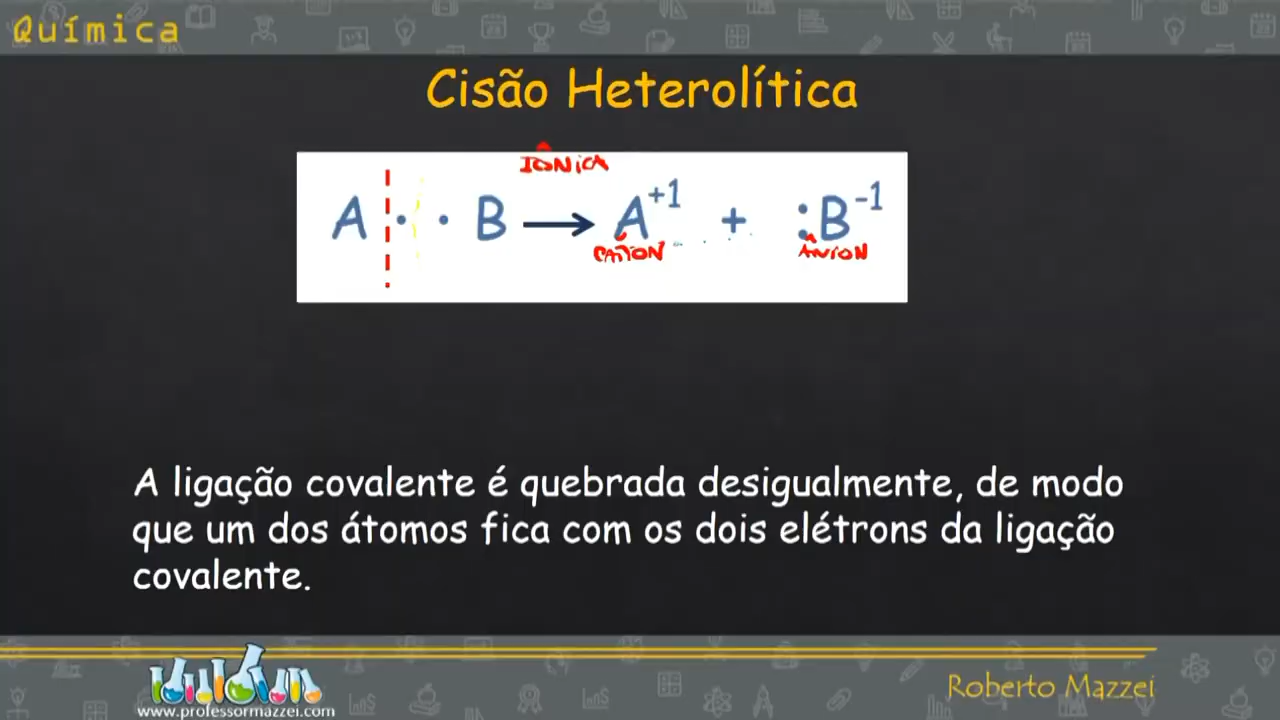 Química
Cisão Heterolítica
IÔNICA
A · · B → A+1 + :B-1
CÁTION ÂNION
A ligação covalente é quebrada desigualmente, de modo
que um dos átomos fica com os dois elétrons da ligação
covalente.
www.professormazzei.com
Roberto Mazzei